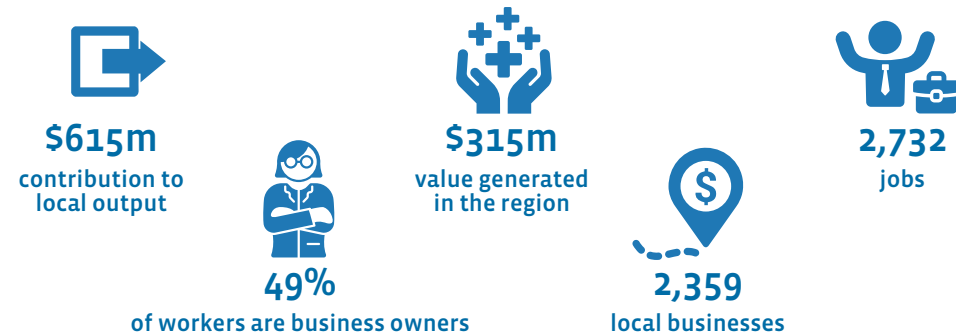 $615m
contribution to
local output
49%
of workers are business owners
$315m
value generated
in the region
$
2,359
local businesses
2,732
jobs